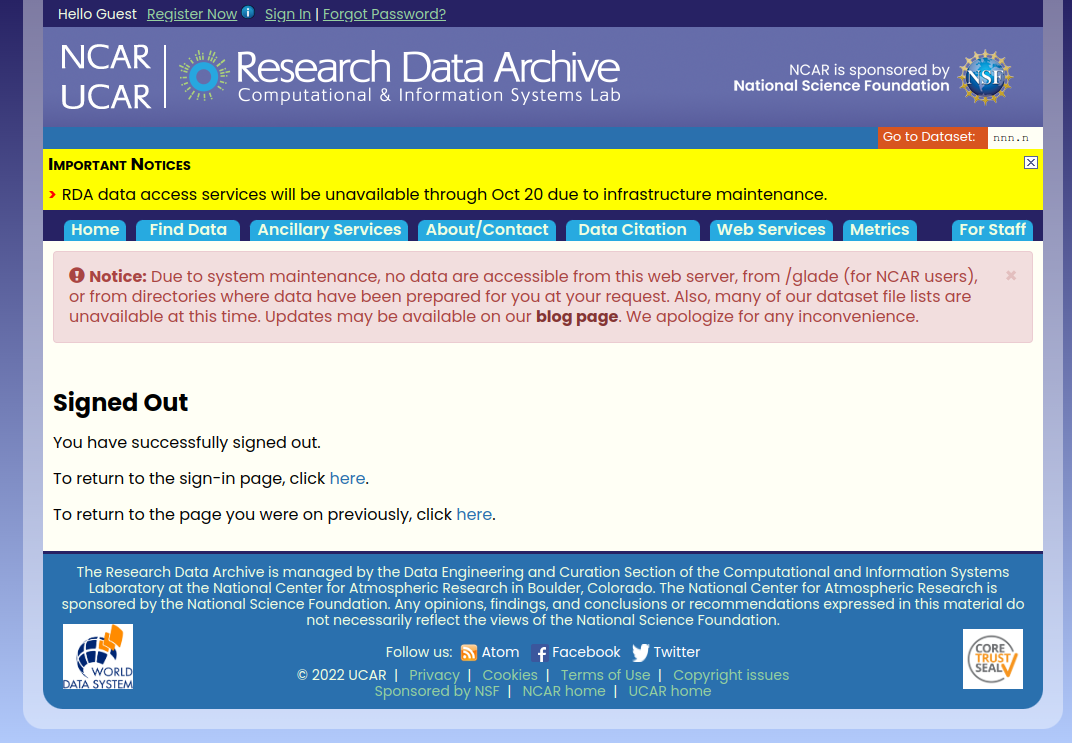 Hello Guest Register Now i Sign In | Forgot Password?
NCAR
UCAR
Research Data Archive
Computational & Information Systems Lab
NCAR is sponsored by
National Science Foundation
NSF
Go to Dataset: nnn.n
Important Notices
> RDA data access services will be unavailable through Oct 20 due to infrastructure maintenance.
Home Find Data Ancillary Services About/Contact Data Citation Web Services Metrics For Staff
Notice: Due to system maintenance, no data are accessible from this web server, from /glade (for NCAR users), ×
or from directories where data have been prepared for you at your request. Also, many of our dataset file lists are
unavailable at this time. Updates may be available on our blog page. We apologize for any inconvenience.
Signed Out
You have successfully signed out.
To return to the sign-in page, click here.
To return to the page you were on previously, click here.
The Research Data Archive is managed by the Data Engineering and Curation Section of the Computational and Information Systems
Laboratory at the National Center for Atmospheric Research in Boulder, Colorado. The National Center for Atmospheric Research is
sponsored by the National Science Foundation. Any opinions, findings, and conclusions or recommendations expressed in this material do
not necessarily reflect the views of the National Science Foundation.
WORLD
DATA SYSTEM
Follow us: Atom Facebook Twitter
© 2022 UCAR | Privacy | Cookies | Terms of Use | Copyright issues
Sponsored by NSF | NCAR home | UCAR home
CORE
TRUST
SEAL